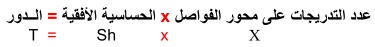 عدد التدريجات على محور الفواصل x الحساسية الأفقية = الـدور
T = Sh x X